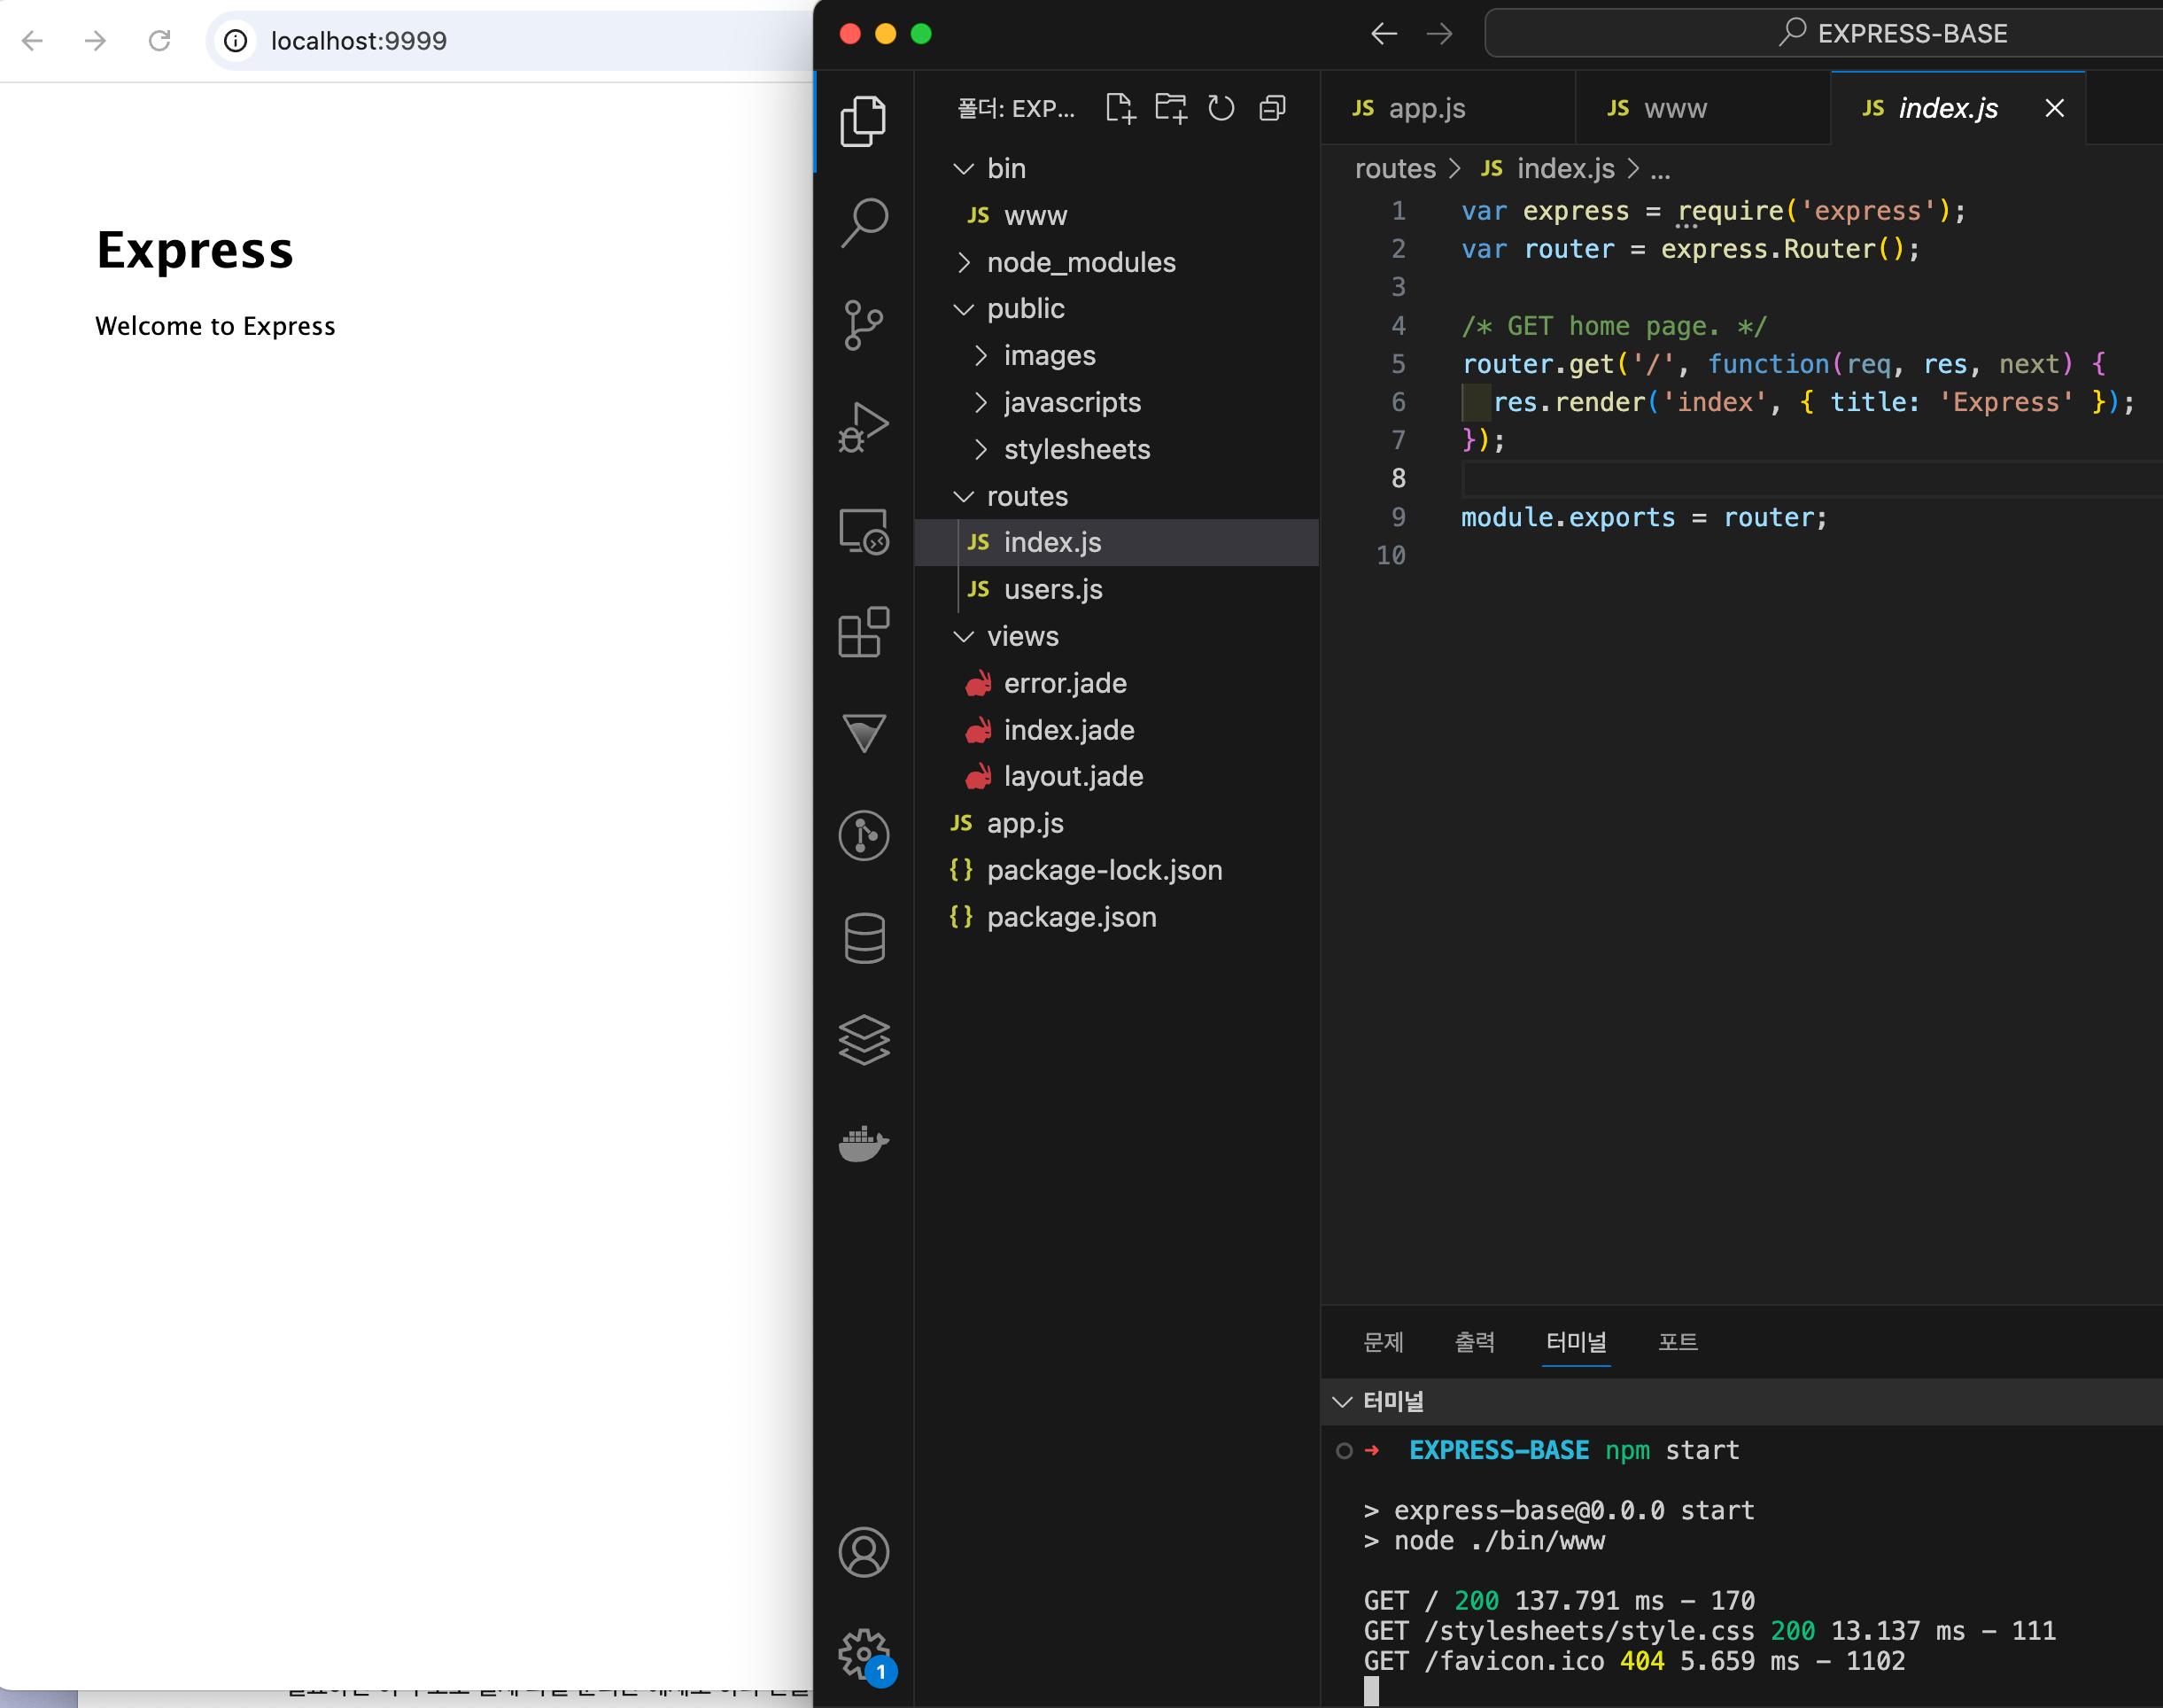 localhost:9999
Express
Welcome to Express
EXPRESS-BASE
폴더: EXP...
bin
JS www
node_modules
public
images
javascripts
stylesheets
routes
JS index.js
JS users.js
views
error.jade
index.jade
layout.jade
JS app.js
{} package-lock.json
{} package.json
1
JS app.js
JS www
JS index.js
routes > JS index.js > ...
1 var express = require('express');
2 var router = express.Router();
3
4 /* GET home page. */
5 router.get('/', function(req, res, next) {
6 res.render('index', { title: 'Express' });
7 });
8
9 module.exports = router;
10
문제 출력 터미널 포트
터미널
➜ EXPRESS-BASE npm start
> express-base@0.0.0 start
> node ./bin/www
GET / 200 137.791 ms - 170
GET /stylesheets/style.css 200 13.137 ms - 111
GET /favicon.ico 404 5.659 ms - 1102